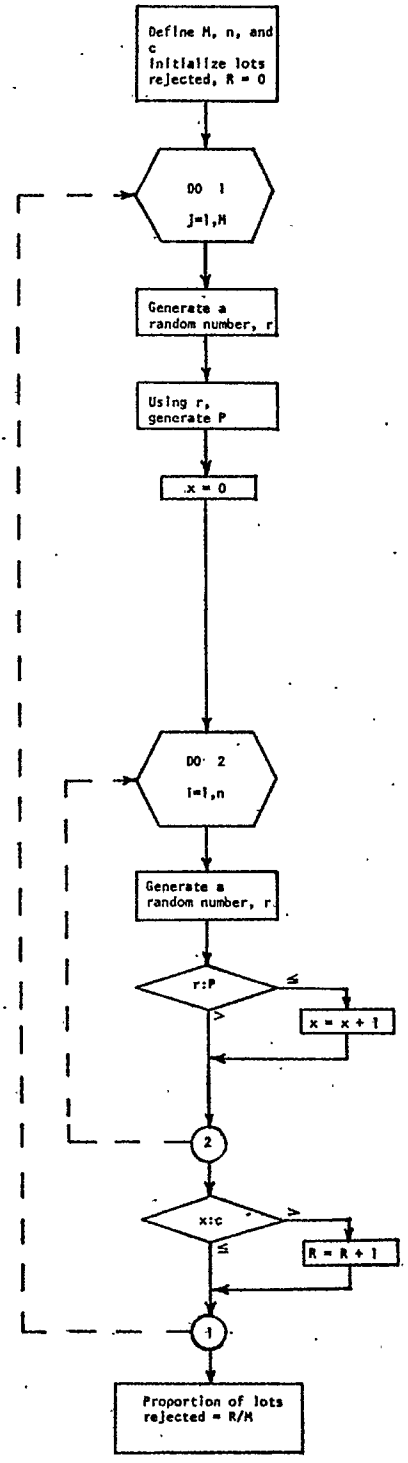 Define M, n, and
c
initialize lots
rejected, R = 0
DO 1
j=1,M
Generate a
random number, r
Using r,
generate P
x = 0
DO 2
i=1,n
Generate a
random number, r
r:P
≤
>
x = x + 1
2
x:c
>
≤
R = R + 1
1
Proportion of lots
rejected = R/M